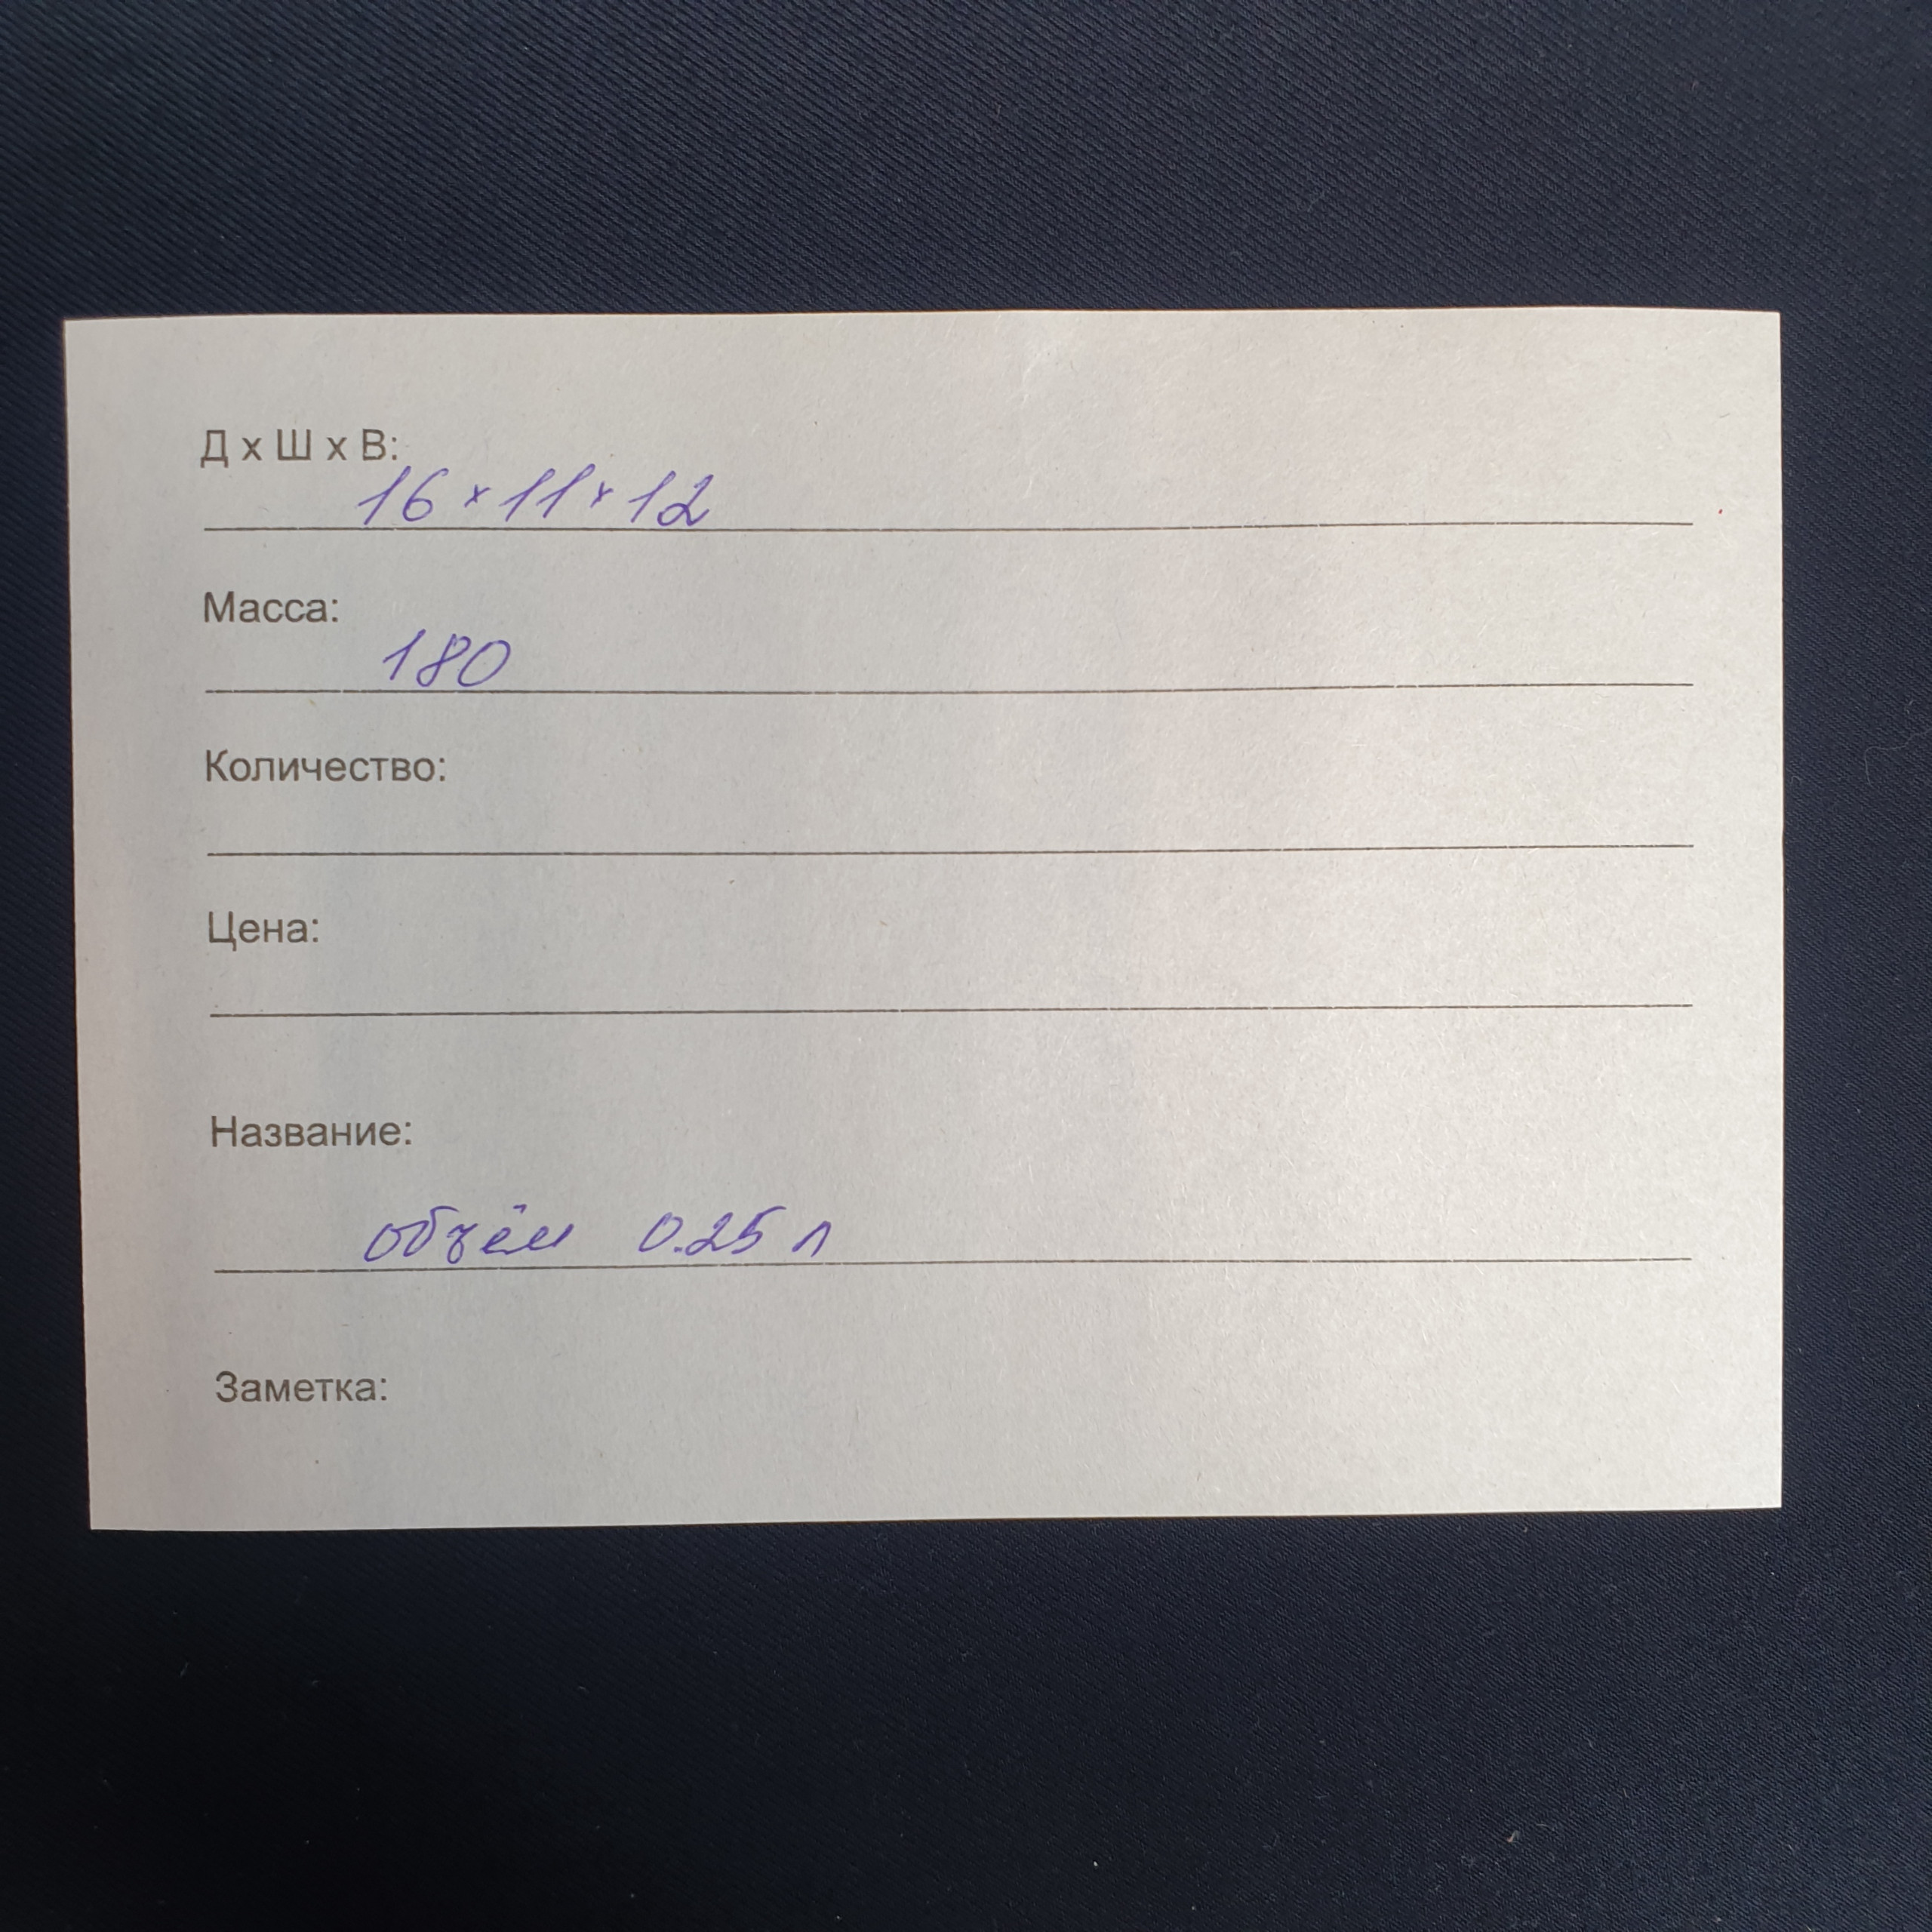 Д х Ш х В:
16 × 11 × 12
Масса:
180
Количество:
Цена:
Название:
объём 0.25 л
Заметка: